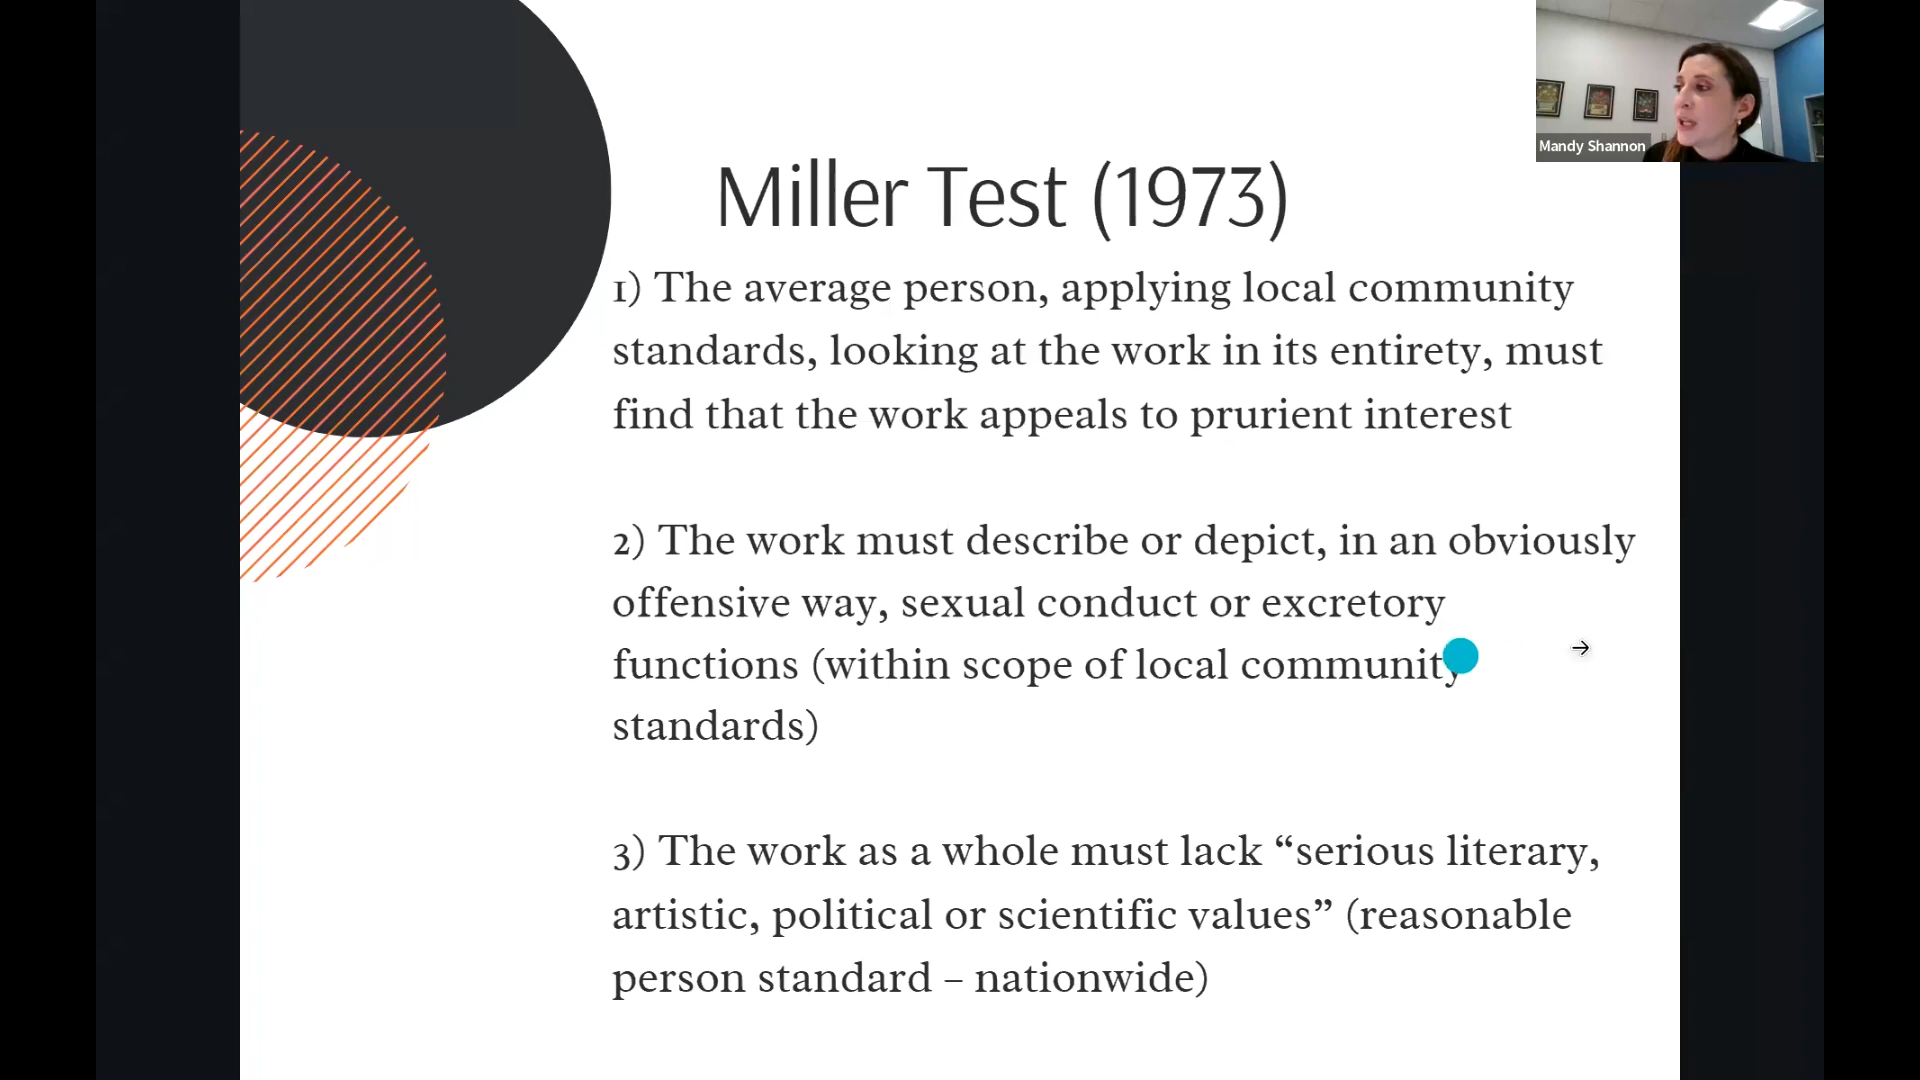 Mandy Shannon
Miller Test (1973)
1) The average person, applying local community
standards, looking at the work in its entirety, must
find that the work appeals to prurient interest
2) The work must describe or depict, in an obviously
offensive way, sexual conduct or excretory
functions (within scope of local community
standards)
3) The work as a whole must lack “serious literary,
artistic, political or scientific values” (reasonable
person standard – nationwide)